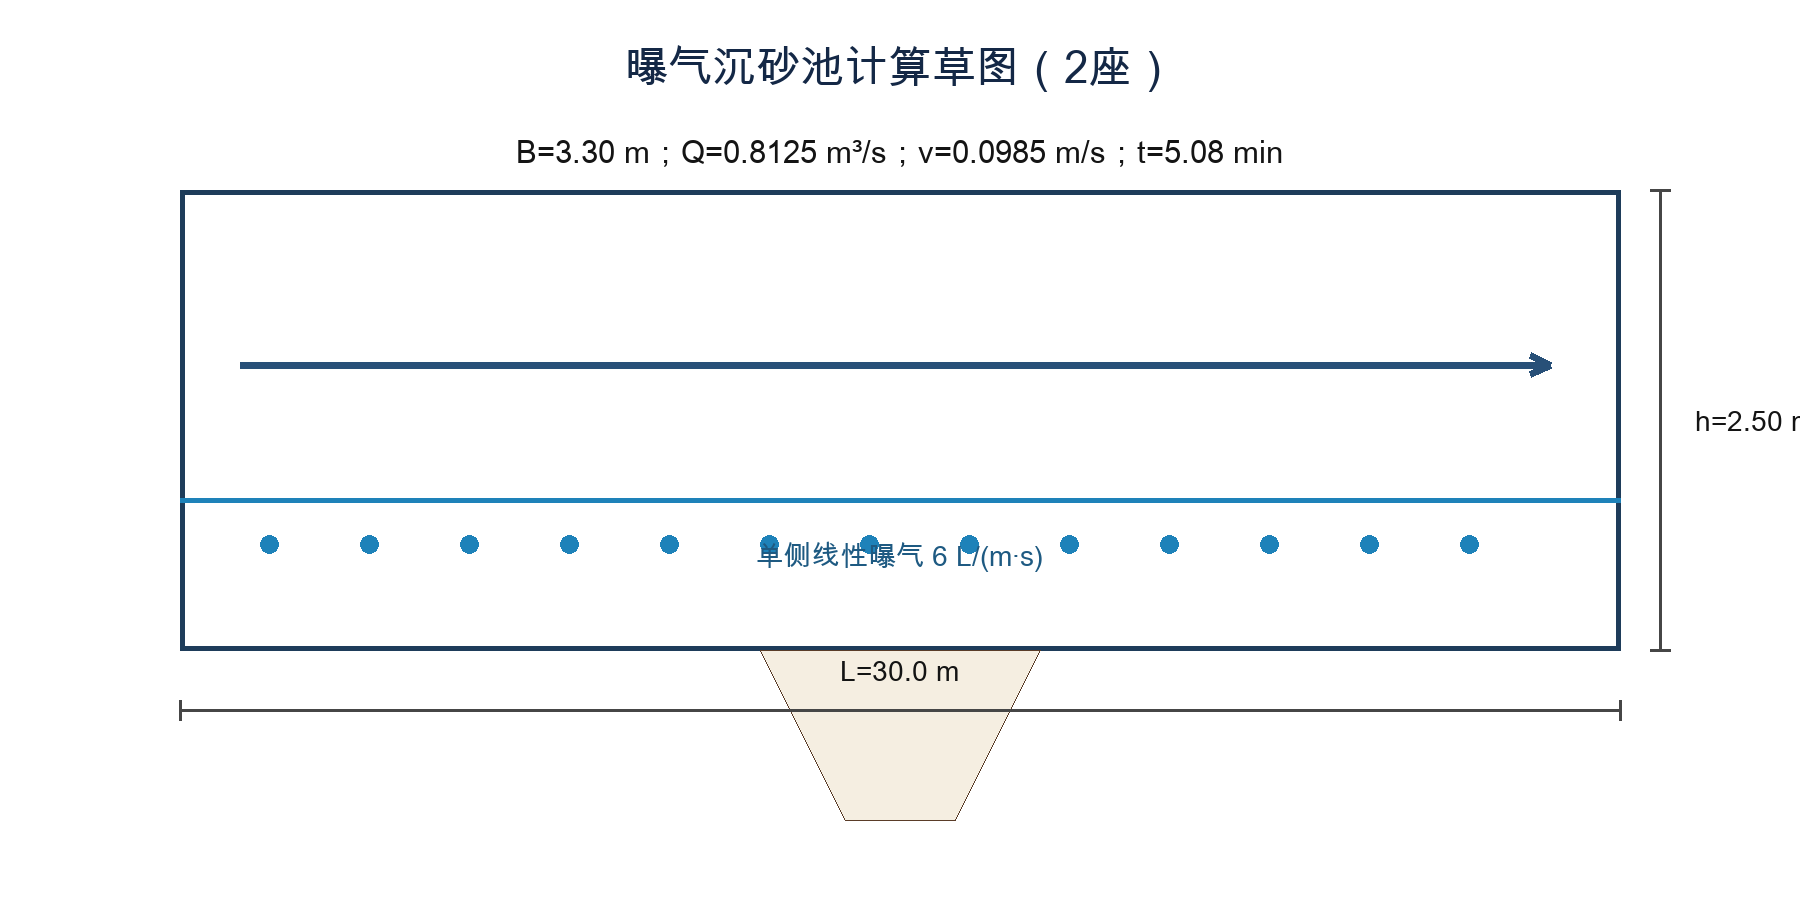 曝气沉砂池计算草图（2座）
B=3.30 m；Q=0.8125 m³/s；v=0.0985 m/s；t=5.08 min
h=2.50
单侧线性曝气 6 L/(m·s)
L=30.0 m